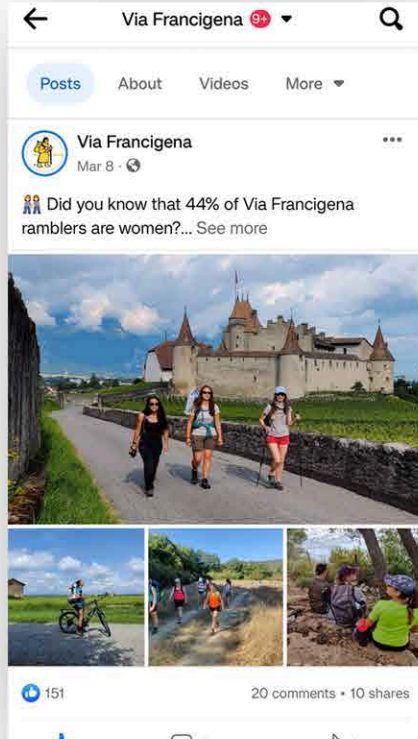 Via Francigena 9+
Posts About Videos More
Via Francigena
Mar 8 ·
Did you know that 44% of Via Francigena
ramblers are women?... See more
151 20 comments • 10 shares